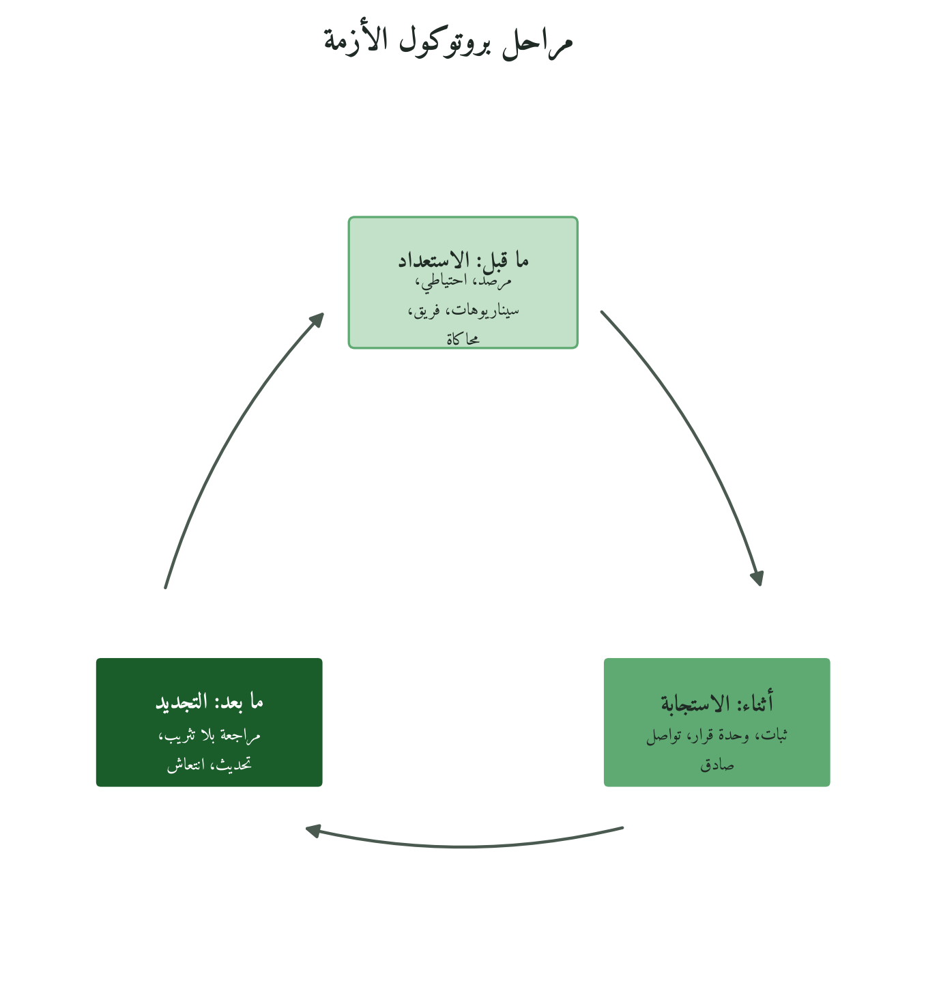 مراحل بروتوكول الأزمة
ما قبل: الاستعداد
مرصد، احتياطي،
سيناريوهات، فريق،
محاكاة
أثناء: الاستجابة
ثبات، وحدة قرار، تواصل
صادق
ما بعد: التجديد
مراجعة بلا تثريب،
تحديث، انتعاش